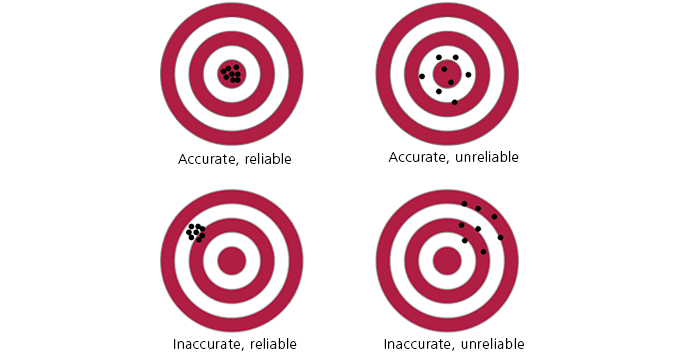 Accurate, reliable
Accurate, unreliable
Inaccurate, reliable
Inaccurate, unreliable